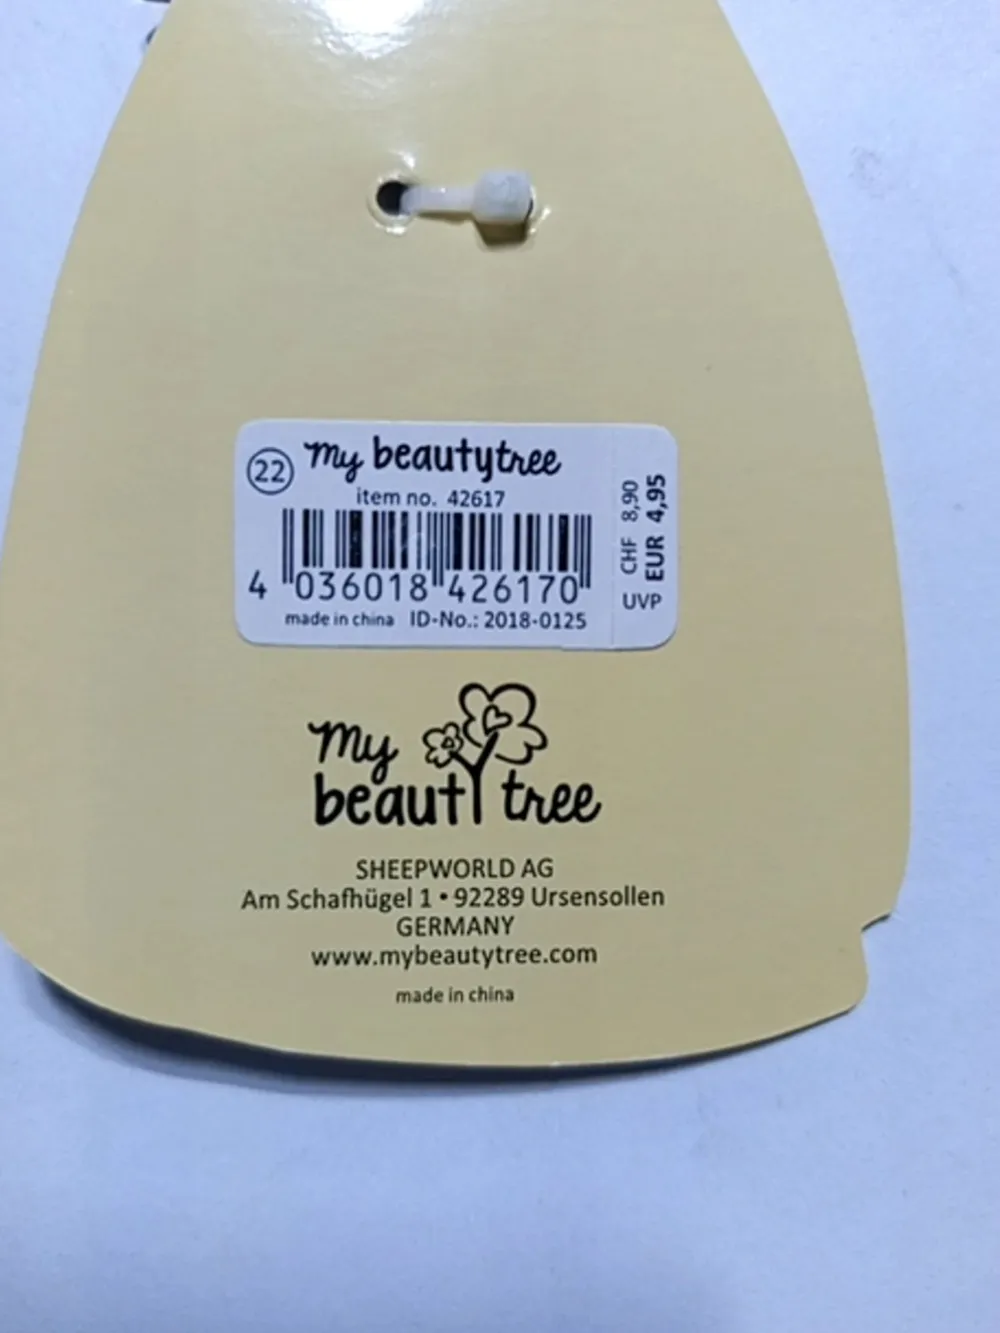 22 my beautytree
item no. 42617
4 036018 426170
made in china ID-No.: 2018-0125
CHF 8,90
UVP EUR 4,95
my
beauty tree
SHEEPWORLD AG
Am Schafhügel 1 • 92289 Ursensollen
GERMANY
www.mybeautytree.com
made in china